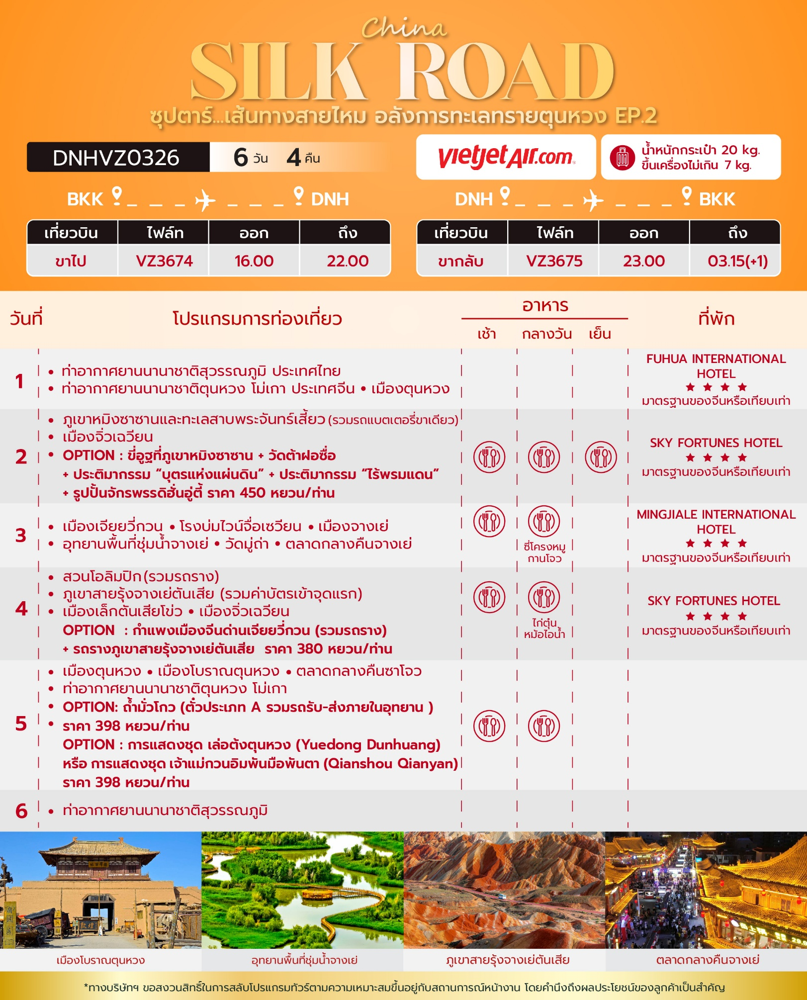 China
SILK ROAD
ซุปตาร์...เส้นทางสายไหม อลังการทะเลทรายตุนหวง EP.2
DNHVZ0326 6 วัน 4 คืน
vietjetAir.com
น้ำหนักกระเป๋า 20 kg.
ขึ้นเครื่องไม่เกิน 7 kg.
BKK DNH
DNH BKK
เที่ยวบิน ไฟล์ท ออก ถึง
ขาไป VZ3674 16.00 22.00
เที่ยวบิน ไฟล์ท ออก ถึง
ขากลับ VZ3675 23.00 03.15(+1)
วันที่ โปรแกรมการท่องเที่ยว อาหาร ที่พัก
เช้า กลางวัน เย็น
1
• ท่าอากาศยานนานาชาติสุวรรณภูมิ ประเทศไทย
• ท่าอากาศยานนานาชาติตุนหวง โม่เกา ประเทศจีน • เมืองตุนหวง
FUHUA INTERNATIONAL
HOTEL
★ ★ ★ ★
มาตรฐานของจีนหรือเทียบเท่า
2
• ภูเขาหมิงซาซานและทะเลสาบพระจันทร์เสี้ยว (รวมรถแบตเตอรี่ขาเดียว)
• เมืองจิ่วเฉวียน
• OPTION : ขี่อูฐที่ภูเขาหมิงซาซาน + วัดต้าฝอซื่อ
+ ประติมากรรม “บุตรแห่งแผ่นดิน” + ประติมากรรม “ไร้พรมแดน”
+ รูปปั้นจักรพรรดิฮั่นอู่ตี้ ราคา 450 หยวน/ท่าน
SKY FORTUNES HOTEL
★ ★ ★ ★
มาตรฐานของจีนหรือเทียบเท่า
3
• เมืองเจียยวี่กวน • โรงบ่มไวน์จื่อเซวียน • เมืองจางเย่
• อุทยานพื้นที่ชุ่มน้ำจางเย่ • วัดมู่ถ่า • ตลาดกลางคืนจางเย่
ซี่โครงหมู
กานโจว
MINGJIALE INTERNATIONAL
HOTEL
★ ★ ★ ★
มาตรฐานของจีนหรือเทียบเท่า
4
• สวนโอลิมปิก (รวมรถราง)
• ภูเขาสายรุ้งจางเย่ตันเสีย (รวมค่าบัตรเข้าจุดแรก)
• เมืองเล็กตันเสียโข่ว • เมืองจิ่วเฉวียน
OPTION : กำแพงเมืองจีนด่านเจียยวี่กวน (รวมรถราง)
+ รถรางภูเขาสายรุ้งจางเย่ตันเสีย ราคา 380 หยวน/ท่าน
ไก่ตุ๋น
หม้อไอน้ำ
SKY FORTUNES HOTEL
★ ★ ★ ★
มาตรฐานของจีนหรือเทียบเท่า
5
• เมืองตุนหวง • เมืองโบราณตุนหวง • ตลาดกลางคืนซาโจว
• ท่าอากาศยานนานาชาติตุนหวง โม่เกา
• OPTION: ถ้ำมั่วโกว (ตั๋วประเภท A รวมรถรับ-ส่งภายในอุทยาน )
• ราคา 398 หยวน/ท่าน
OPTION : การแสดงชุด เล่อต้งตุนหวง (Yuedong Dunhuang)
หรือ การแสดงชุด เจ้าแม่กวนอิมพันมือพันตา (Qianshou Qianyan)
ราคา 398 หยวน/ท่าน
6
• ท่าอากาศยานนานาชาติสุวรรณภูมิ
เมืองโบราณตุนหวง
อุทยานพื้นที่ชุ่มน้ำจางเย่
ภูเขาสายรุ้งจางเย่ตันเสีย
ตลาดกลางคืนจางเย่
*ทางบริษัทฯ ขอสงวนสิทธิ์ในการสลับโปรแกรมทัวร์ตามความเหมาะสมขึ้นอยู่กับสถานการณ์หน้างาน โดยคำนึงถึงผลประโยชน์ของลูกค้าเป็นสำคัญ